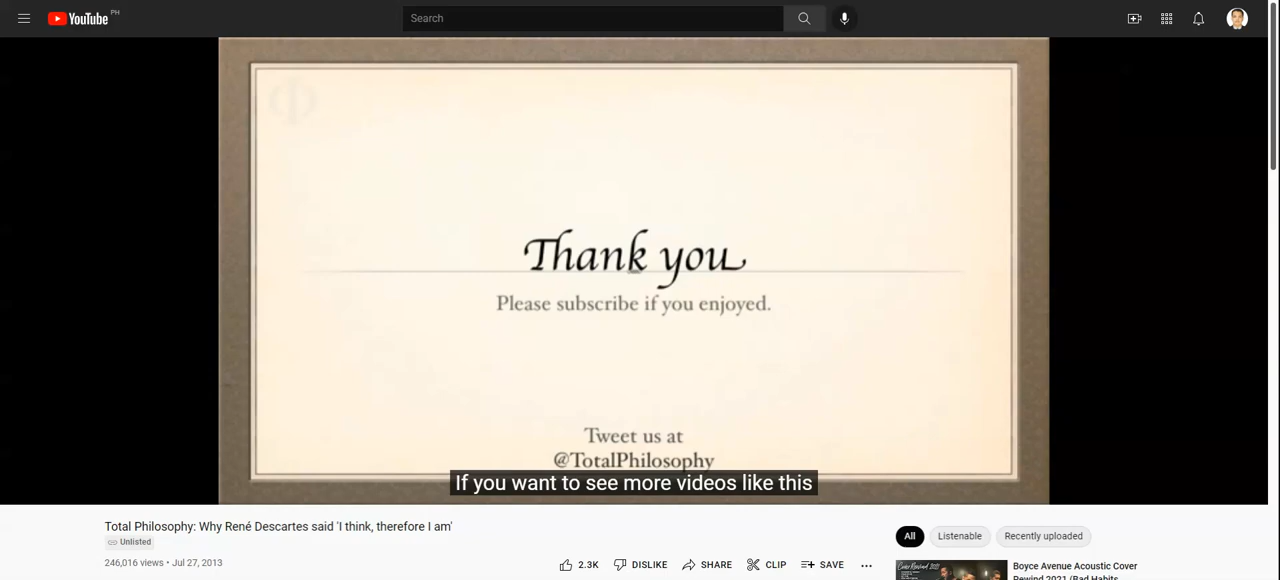 YouTube PH
Search
Thank you
Please subscribe if you enjoyed.
Tweet us at
@TotalPhilosophy
If you want to see more videos like this
Total Philosophy: Why René Descartes said 'I think, therefore I am'
Unlisted
246,016 views • Jul 27, 2013
2.3K DISLIKE SHARE CLIP SAVE
All Listenable Recently uploaded
Boyce Avenue Acoustic Cover
Rewind 2021 (Bad Habits